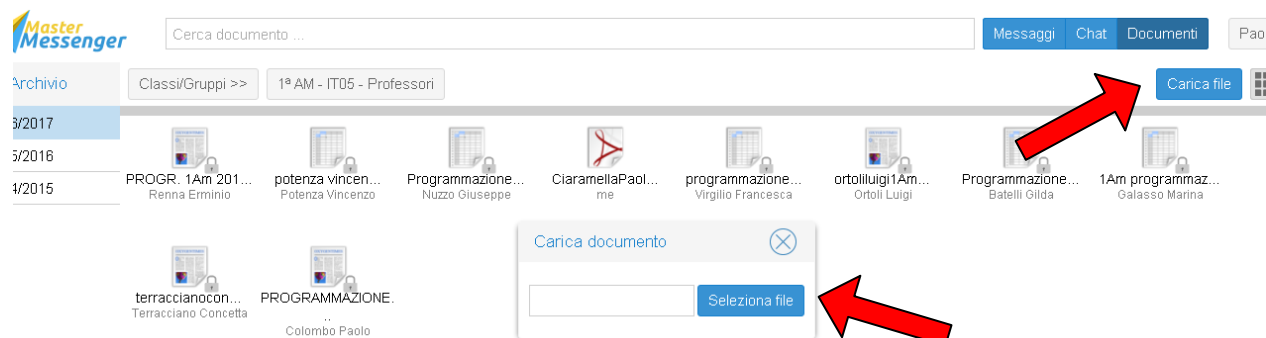 Master
Messenger
Cerca documento ...
Messaggi Chat Documenti Pao
Archivio
Classi/Gruppi >> 1ª AM - IT05 - Professori
Carica file
6/2017
5/2016
4/2015
PROGR. 1Am 201... potenza vincen... Programmazione... CiaramellaPaol... programmazione... ortoliluigi1Am... Programmazione... 1Am programmaz...
Renna Erminio Potenza Vincenzo Nuzzo Giuseppe me Virgilio Francesca Ortoli Luigi Batelli Gilda Galasso Marina
Carica documento
Seleziona file
terraccianocon... PROGRAMMAZIONE.
..
Terracciano Concetta Colombo Paolo